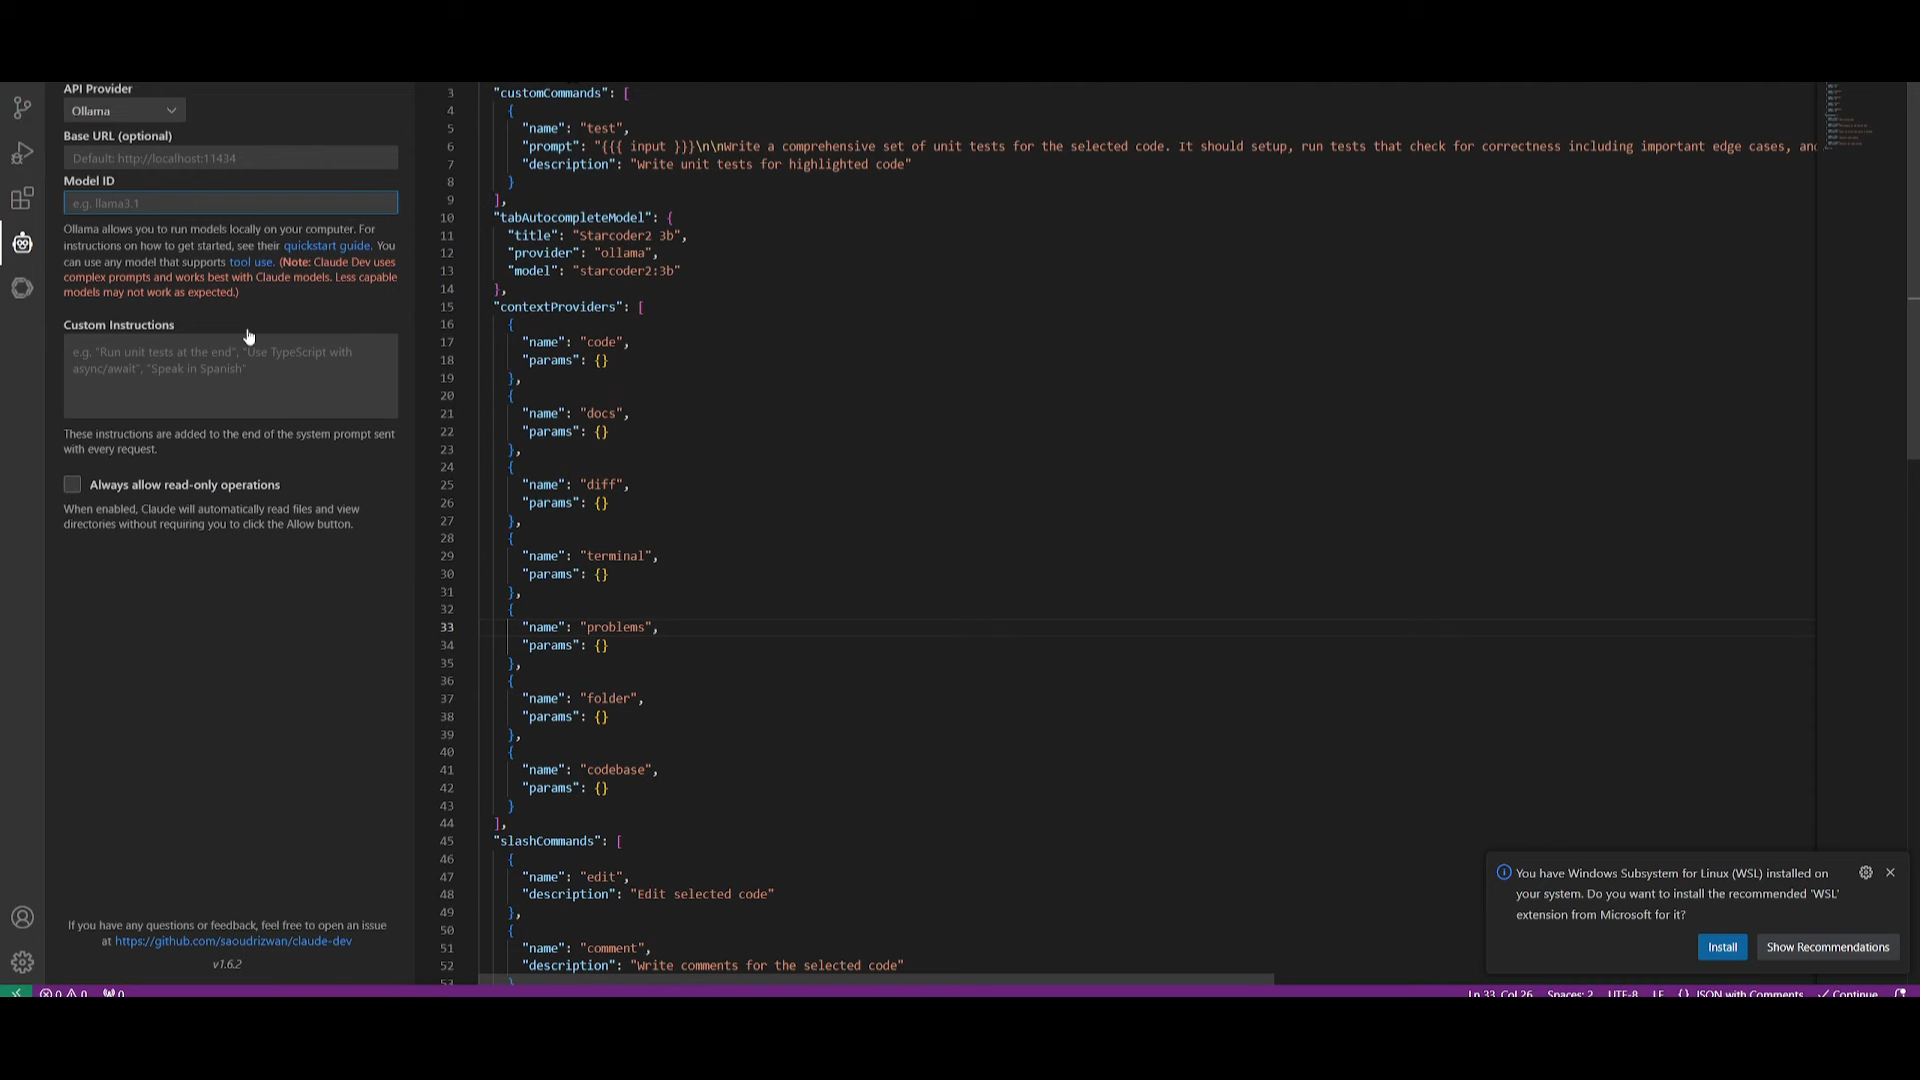 API Provider
Ollama
Base URL (optional)
Default: http://localhost:11434
Model ID
e.g. llama3.1
Ollama allows you to run models locally on your computer. For
instructions on how to get started, see their quickstart guide. You
can use any model that supports tool use. (Note: Claude Dev uses
complex prompts and works best with Claude models. Less capable
models may not work as expected.)
Custom Instructions
e.g. "Run unit tests at the end", "Use TypeScript with
async/await", "Speak in Spanish"
These instructions are added to the end of the system prompt sent
with every request.
Always allow read-only operations
When enabled, Claude will automatically read files and view
directories without requiring you to click the Allow button.
If you have any questions or feedback, feel free to open an issue
at https://github.com/saoudrizwan/claude-dev
v1.6.2
3 "customCommands": [
4 {
5 "name": "test",
6 "prompt": "{{{ input }}}\n\nWrite a comprehensive set of unit tests for the selected code. It should setup, run tests that check for correctness including important edge cases, and
7 "description": "Write unit tests for highlighted code"
8 }
9 ],
10 "tabAutocompleteModel": {
11 "title": "Starcoder2 3b",
12 "provider": "ollama",
13 "model": "starcoder2:3b"
14 },
15 "contextProviders": [
16 {
17 "name": "code",
18 "params": {}
19 },
20 {
21 "name": "docs",
22 "params": {}
23 },
24 {
25 "name": "diff",
26 "params": {}
27 },
28 {
29 "name": "terminal",
30 "params": {}
31 },
32 {
33 "name": "problems",
34 "params": {}
35 },
36 {
37 "name": "folder",
38 "params": {}
39 },
40 {
41 "name": "codebase",
42 "params": {}
43 }
44 ],
45 "slashCommands": [
46 {
47 "name": "edit",
48 "description": "Edit selected code"
49 },
50 {
51 "name": "comment",
52 "description": "Write comments for the selected code"
53 }
You have Windows Subsystem for Linux (WSL) installed on
your system. Do you want to install the recommended 'WSL'
extension from Microsoft for it?
Install
Show Recommendations
0 0 0
Ln 33, Col 26 Spaces: 2 UTF-8 LF {} JSON with Comments Continue